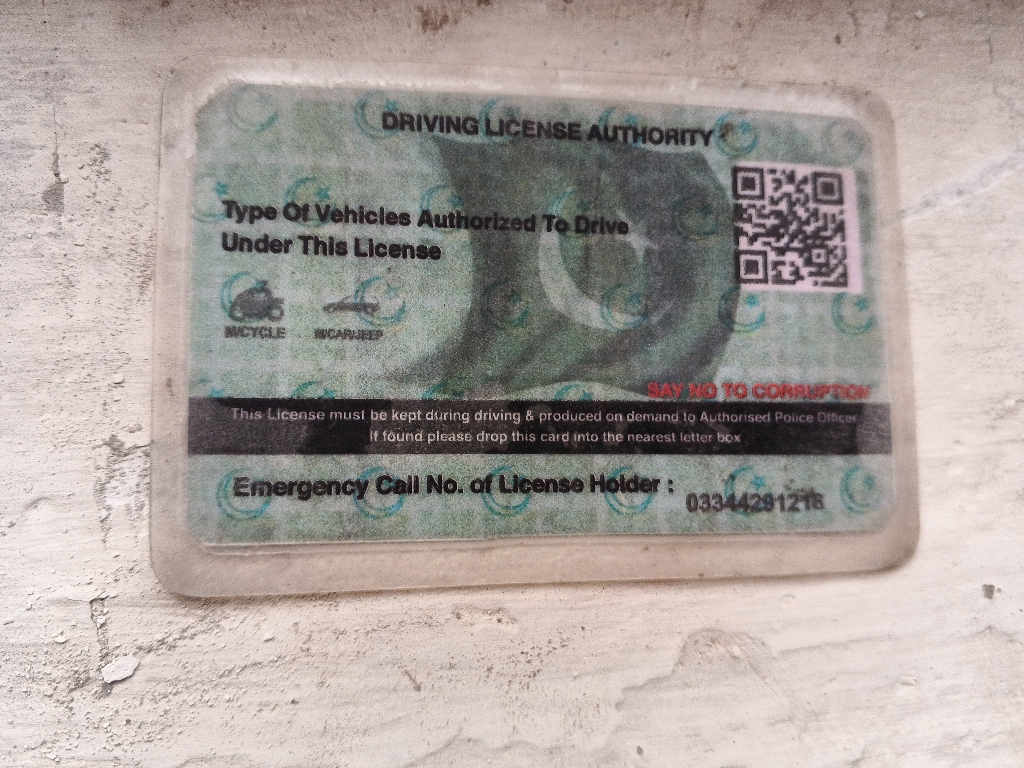 DRIVING LICENSE AUTHORITY
Type Of Vehicles Authorized To Drive
Under This License
M/CYCLE M/CAR/JEEP
SAY NO TO CORRUPTION
This License must be kept during driving & produced on demand to Authorised Police Officer
If found please drop this card into the nearest letter box
Emergency Call No. of License Holder :
03344291216